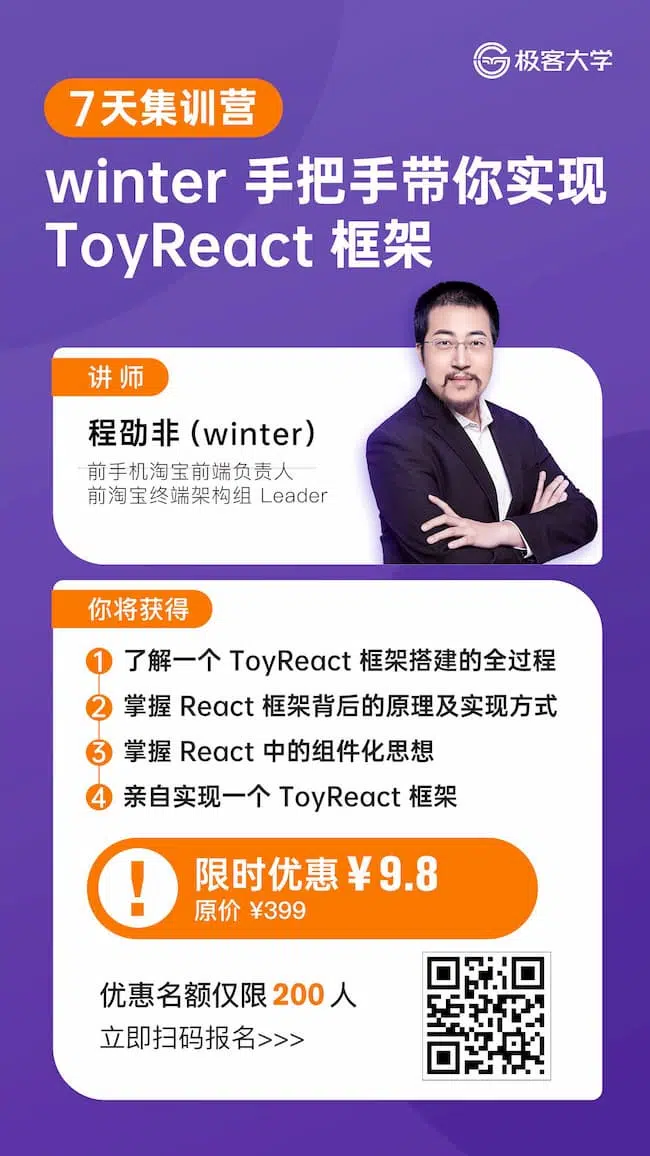 极客大学
7天集训营
winter 手把手带你实现
ToyReact 框架
讲师
程劭非（winter）
前手机淘宝前端负责人
前淘宝终端架构组 Leader
你将获得
1 了解一个 ToyReact 框架搭建的全过程
2 掌握 React 框架背后的原理及实现方式
3 掌握 React 中的组件化思想
4 亲自实现一个 ToyReact 框架
! 限时优惠 ¥9.8
原价 ¥399
优惠名额仅限 200 人
立即扫码报名>>>